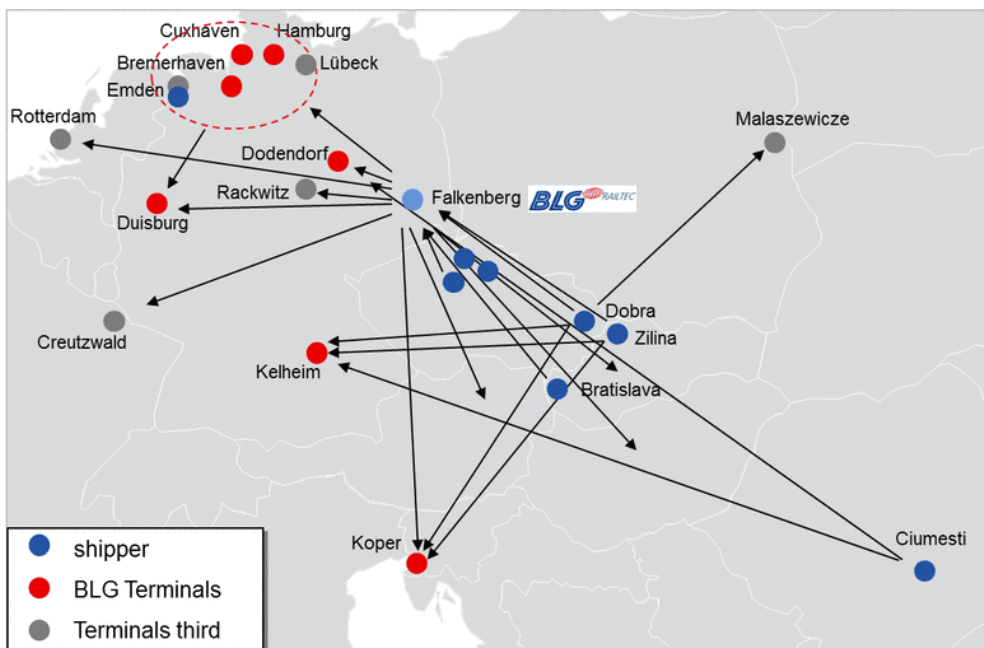 Cuxhaven
Hamburg
Bremerhaven
Lübeck
Emden
Rotterdam
Malaszewicze
Dodendorf
Rackwitz
Falkenberg
BLG RAILTEC
Duisburg
Dobra
Creutzwald
Zilina
Kelheim
Bratislava
Koper
Ciumesti
shipper
BLG Terminals
Terminals third